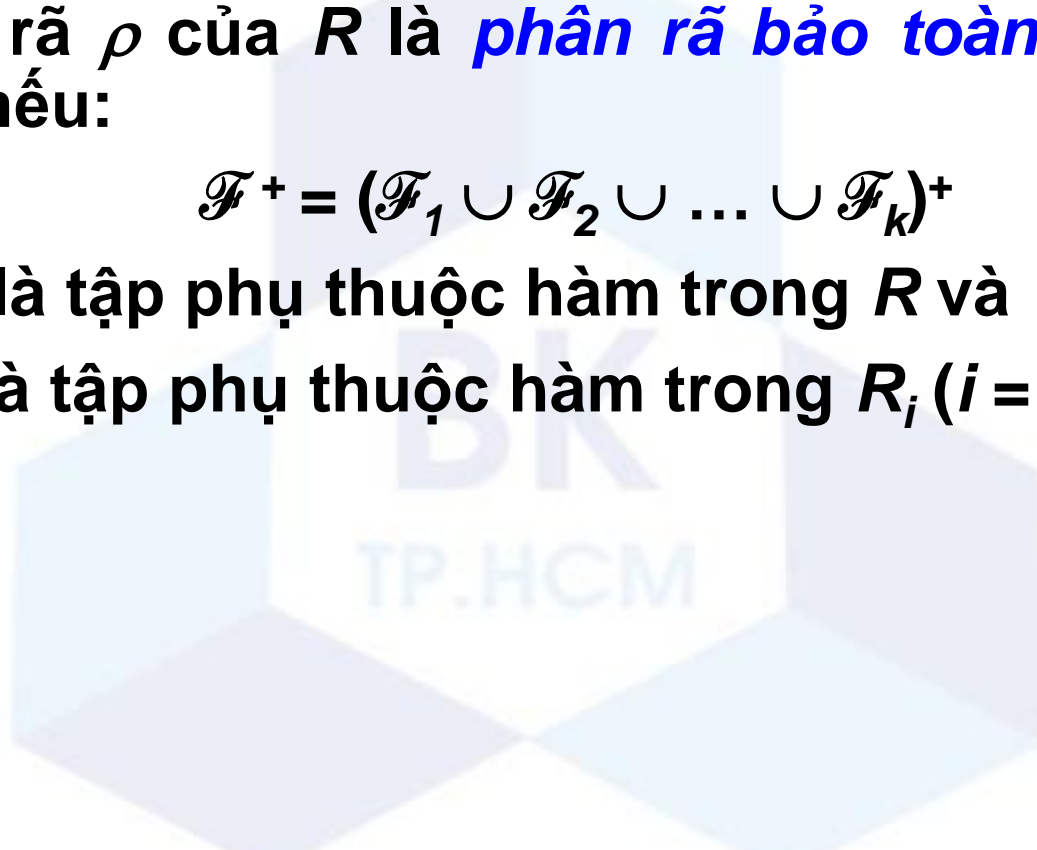 rã ρ của R là phân rã bảo toàn
nếu:
ℱ⁺ = (ℱ₁ ∪ ℱ₂ ∪ … ∪ ℱₖ)⁺
là tập phụ thuộc hàm trong R và
à tập phụ thuộc hàm trong Rᵢ (i =
BK
TP.HCM